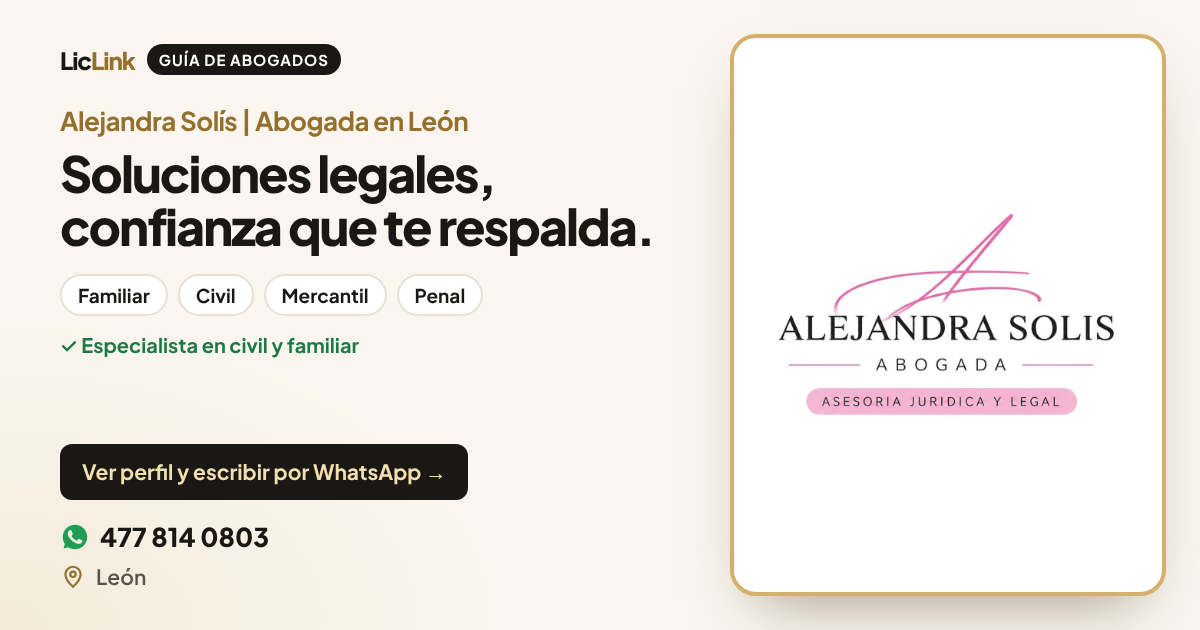 LicLink GUÍA DE ABOGADOS
Alejandra Solís | Abogada en León
Soluciones legales,
confianza que te respalda.
Familiar Civil Mercantil Penal
✓ Especialista en civil y familiar
Ver perfil y escribir por WhatsApp →
477 814 0803
León
ALEJANDRA SOLIS
ABOGADA
ASESORIA JURIDICA Y LEGAL